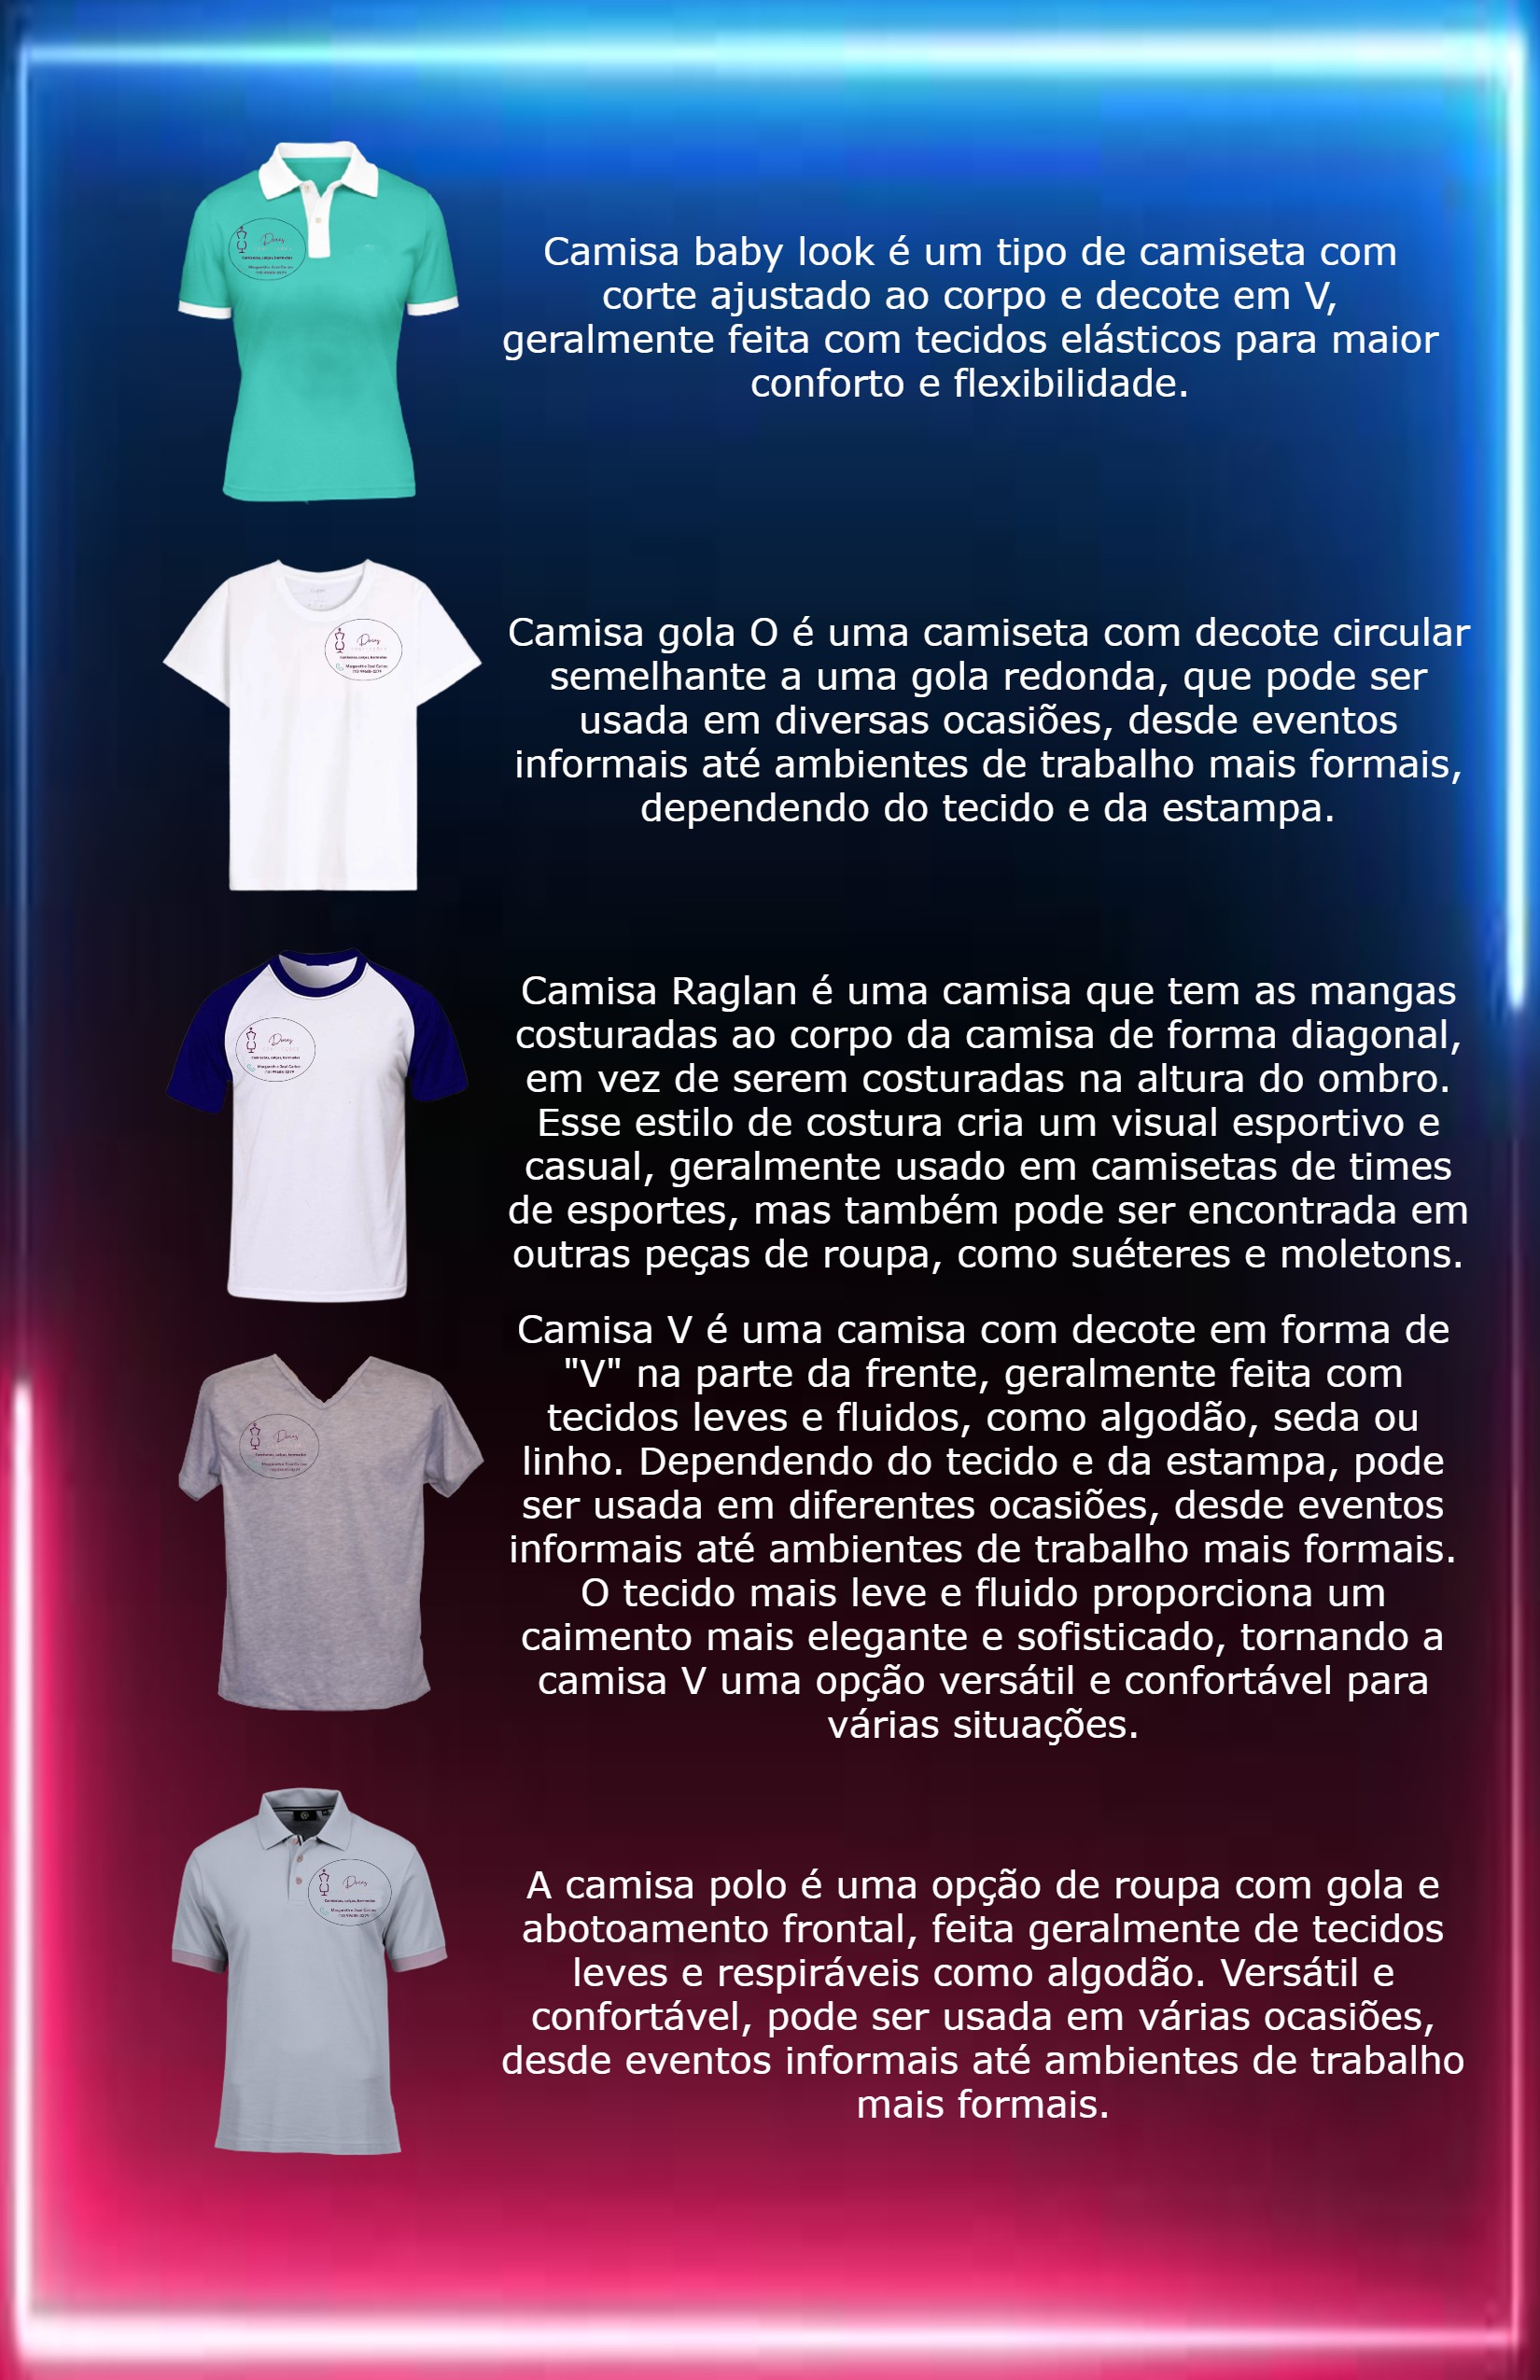 Camisa baby look é um tipo de camiseta com
corte ajustado ao corpo e decote em V,
geralmente feita com tecidos elásticos para maior
conforto e flexibilidade.
Camisa gola O é uma camiseta com decote circular
semelhante a uma gola redonda, que pode ser
usada em diversas ocasiões, desde eventos
informais até ambientes de trabalho mais formais,
dependendo do tecido e da estampa.
Camisa Raglan é uma camisa que tem as mangas
costuradas ao corpo da camisa de forma diagonal,
em vez de serem costuradas na altura do ombro.
Esse estilo de costura cria um visual esportivo e
casual, geralmente usado em camisetas de times
de esportes, mas também pode ser encontrada em
outras peças de roupa, como suéteres e moletons.
Camisa V é uma camisa com decote em forma de
"V" na parte da frente, geralmente feita com
tecidos leves e fluidos, como algodão, seda ou
linho. Dependendo do tecido e da estampa, pode
ser usada em diferentes ocasiões, desde eventos
informais até ambientes de trabalho mais formais.
O tecido mais leve e fluido proporciona um
caimento mais elegante e sofisticado, tornando a
camisa V uma opção versátil e confortável para
várias situações.
A camisa polo é uma opção de roupa com gola e
abotoamento frontal, feita geralmente de tecidos
leves e respiráveis como algodão. Versátil e
confortável, pode ser usada em várias ocasiões,
desde eventos informais até ambientes de trabalho
mais formais.